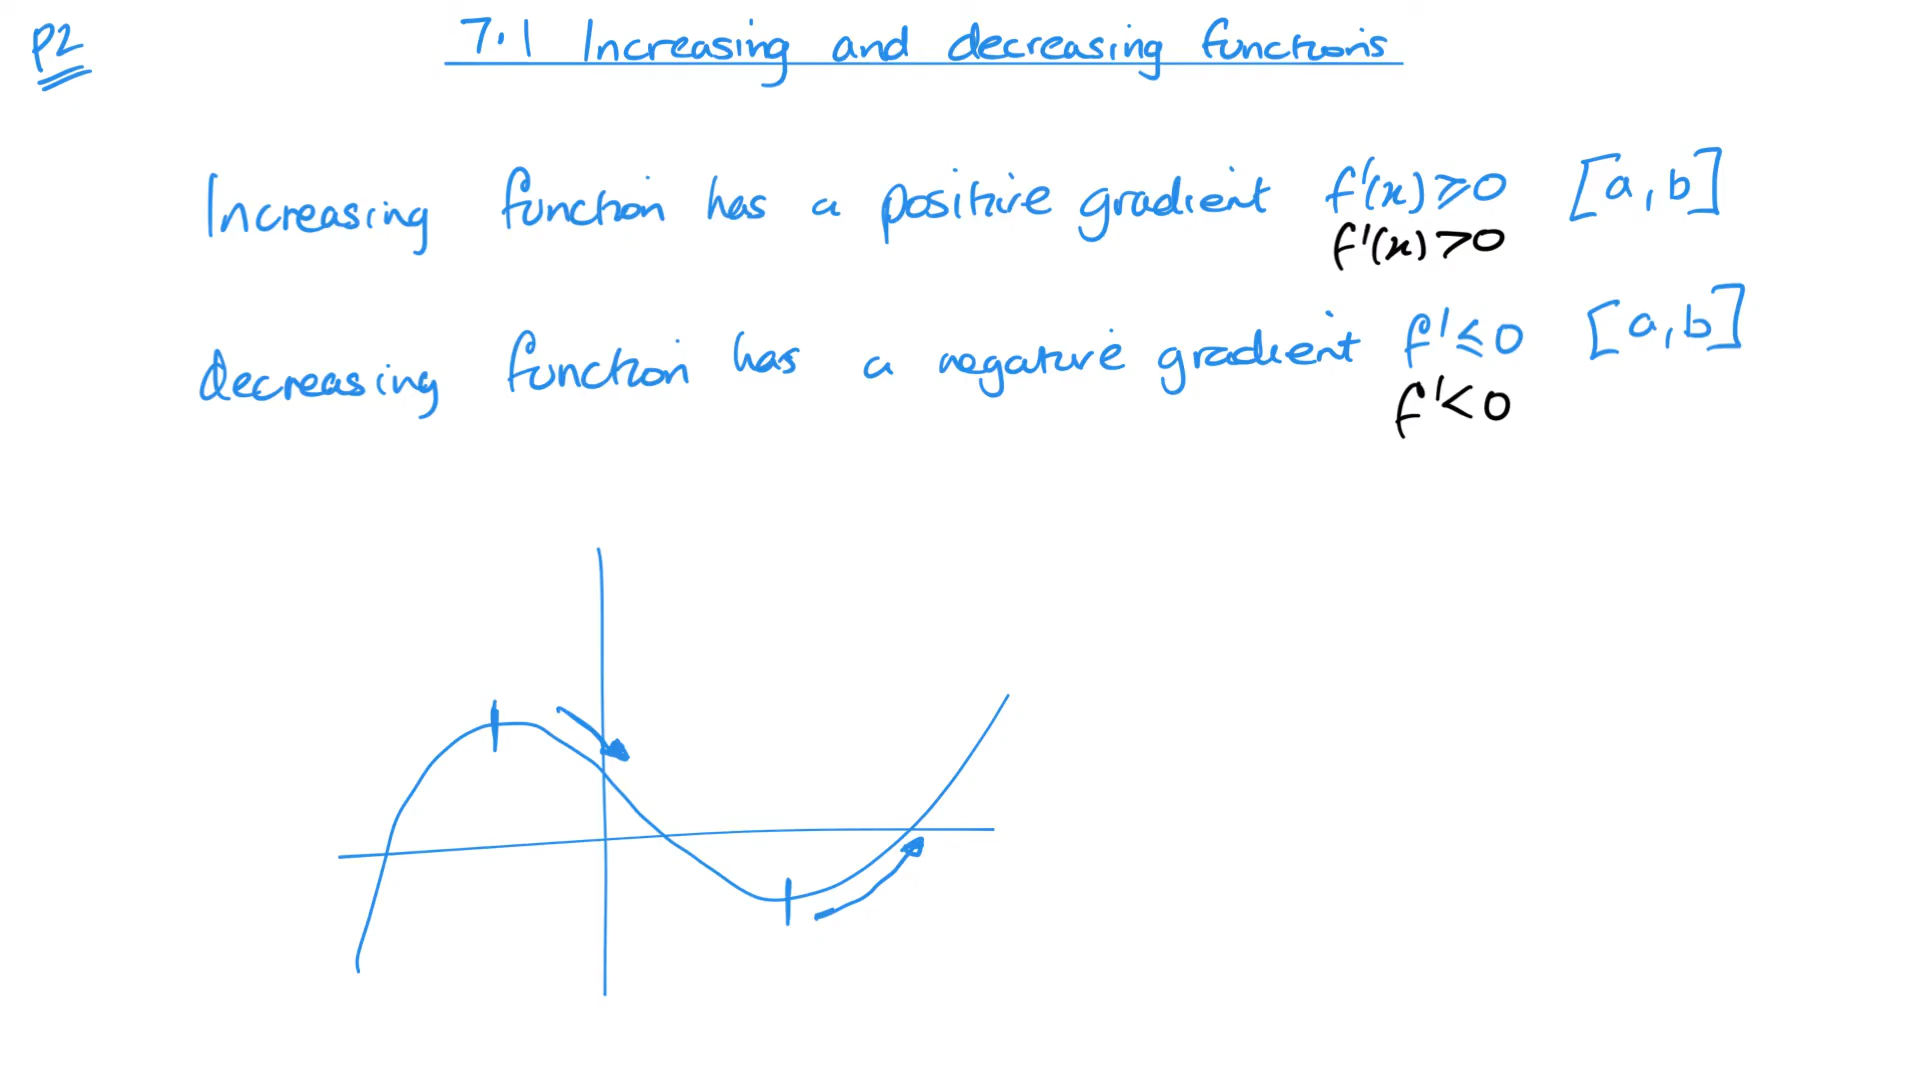 P2
7.1 Increasing and decreasing functions
Increasing function has a positive gradient f'(x)⩾0 [a,b]
f'(x)>0
decreasing function has a negative gradient f'⩽0 [a,b]
f'<0